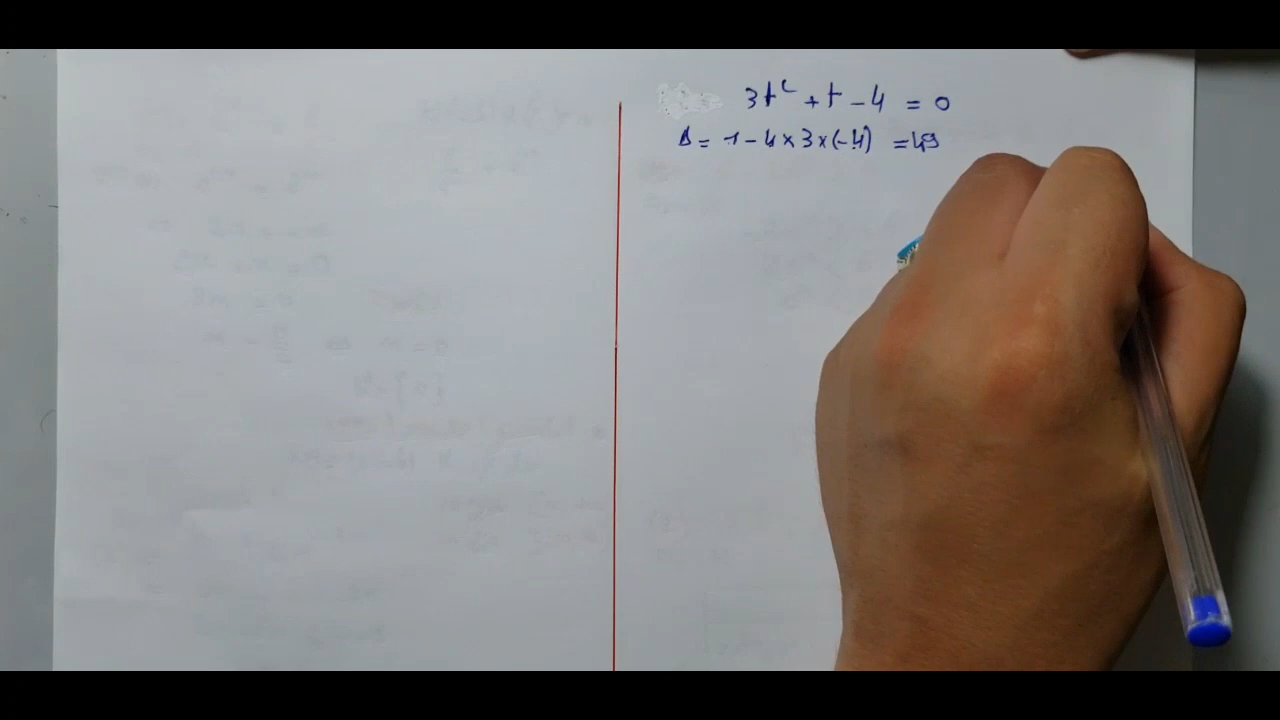 3t² + t - 4 = 0
Δ = 1 - 4 × 3 × (-4) = 49